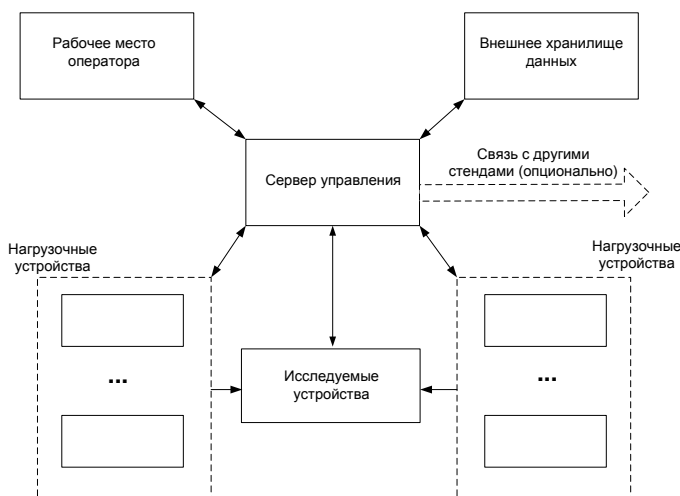 Рабочее место
оператора
Внешнее хранилище
данных
Сервер управления
Связь с другими
стендами (опционально)
Нагрузочные
устройства
Нагрузочные
устройства
...
...
Исследуемые
устройства